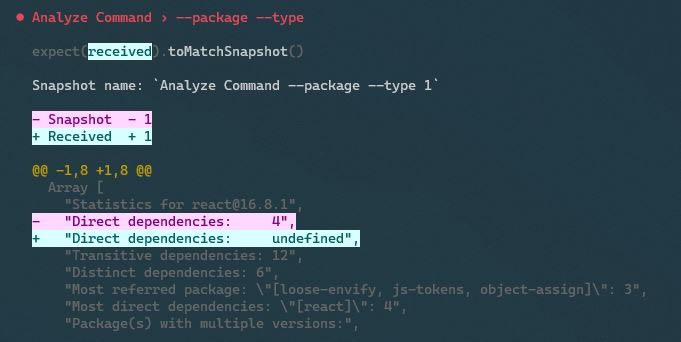 ● Analyze Command › --package --type
expect(received).toMatchSnapshot()
Snapshot name: `Analyze Command --package --type 1`
- Snapshot  - 1
+ Received  + 1
@@ -1,8 +1,8 @@
  Array [
    "Statistics for react@16.8.1",
-   "Direct dependencies:     4",
+   "Direct dependencies:     undefined",
    "Transitive dependencies: 12",
    "Distinct dependencies: 6",
    "Most referred package: \"[loose-envify, js-tokens, object-assign]\": 3",
    "Most direct dependencies: \"[react]\": 4",
    "Package(s) with multiple versions:",